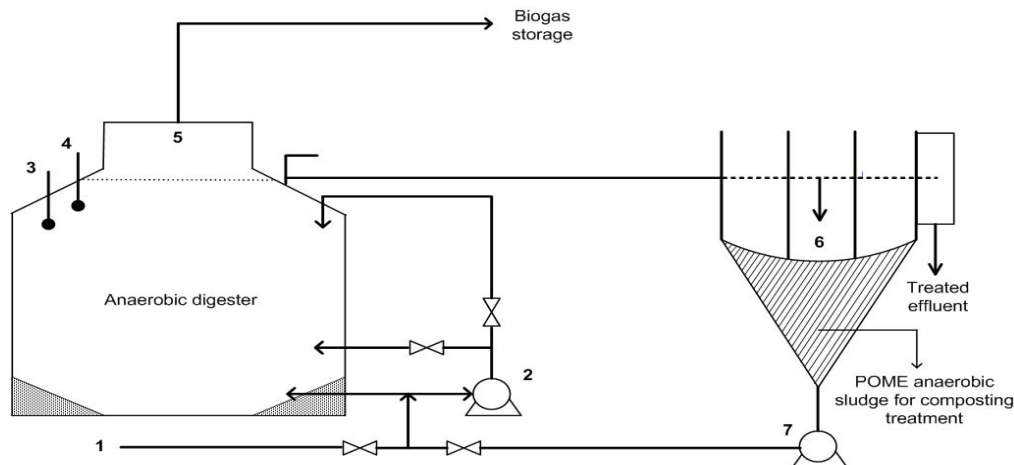 Biogas
storage
5
4
3
6
Anaerobic digester
Treated
effluent
2
POME anaerobic
sludge for composting
treatment
7
1